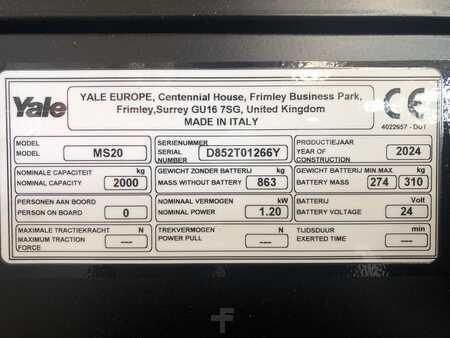 Yale
YALE EUROPE, Centennial House, Frimley Business Park,
Frimley,Surrey GU16 7SG, United Kingdom
MADE IN ITALY
CE
4022657 - DUT
MODEL
MODEL
MS20
SERIENUMMER
SERIAL NUMBER
D852T01266Y
PRODUCTIEJAAR
YEAR OF CONSTRUCTION
2024
NOMINALE CAPACITEIT kg
NOMINAL CAPACITY
2000
GEWICHT ZONDER BATTERIJ kg
MASS WITHOUT BATTERY
863
GEWICHT BATTERIJ MIN.MAX. kg
BATTERY MASS
274
310
PERSONEN AAN BOORD
PERSON ON BOARD
0
NOMINAAL VERMOGEN kW
NOMINAL POWER
1.20
BATTERIJ Volt
BATTERY VOLTAGE
24
MAXIMALE TRACTIEKRACHT N
MAXIMUM TRACTION FORCE
---
TREKVERMOGEN N
POWER PULL
---
TIJDSDUUR min
EXERTED TIME
---